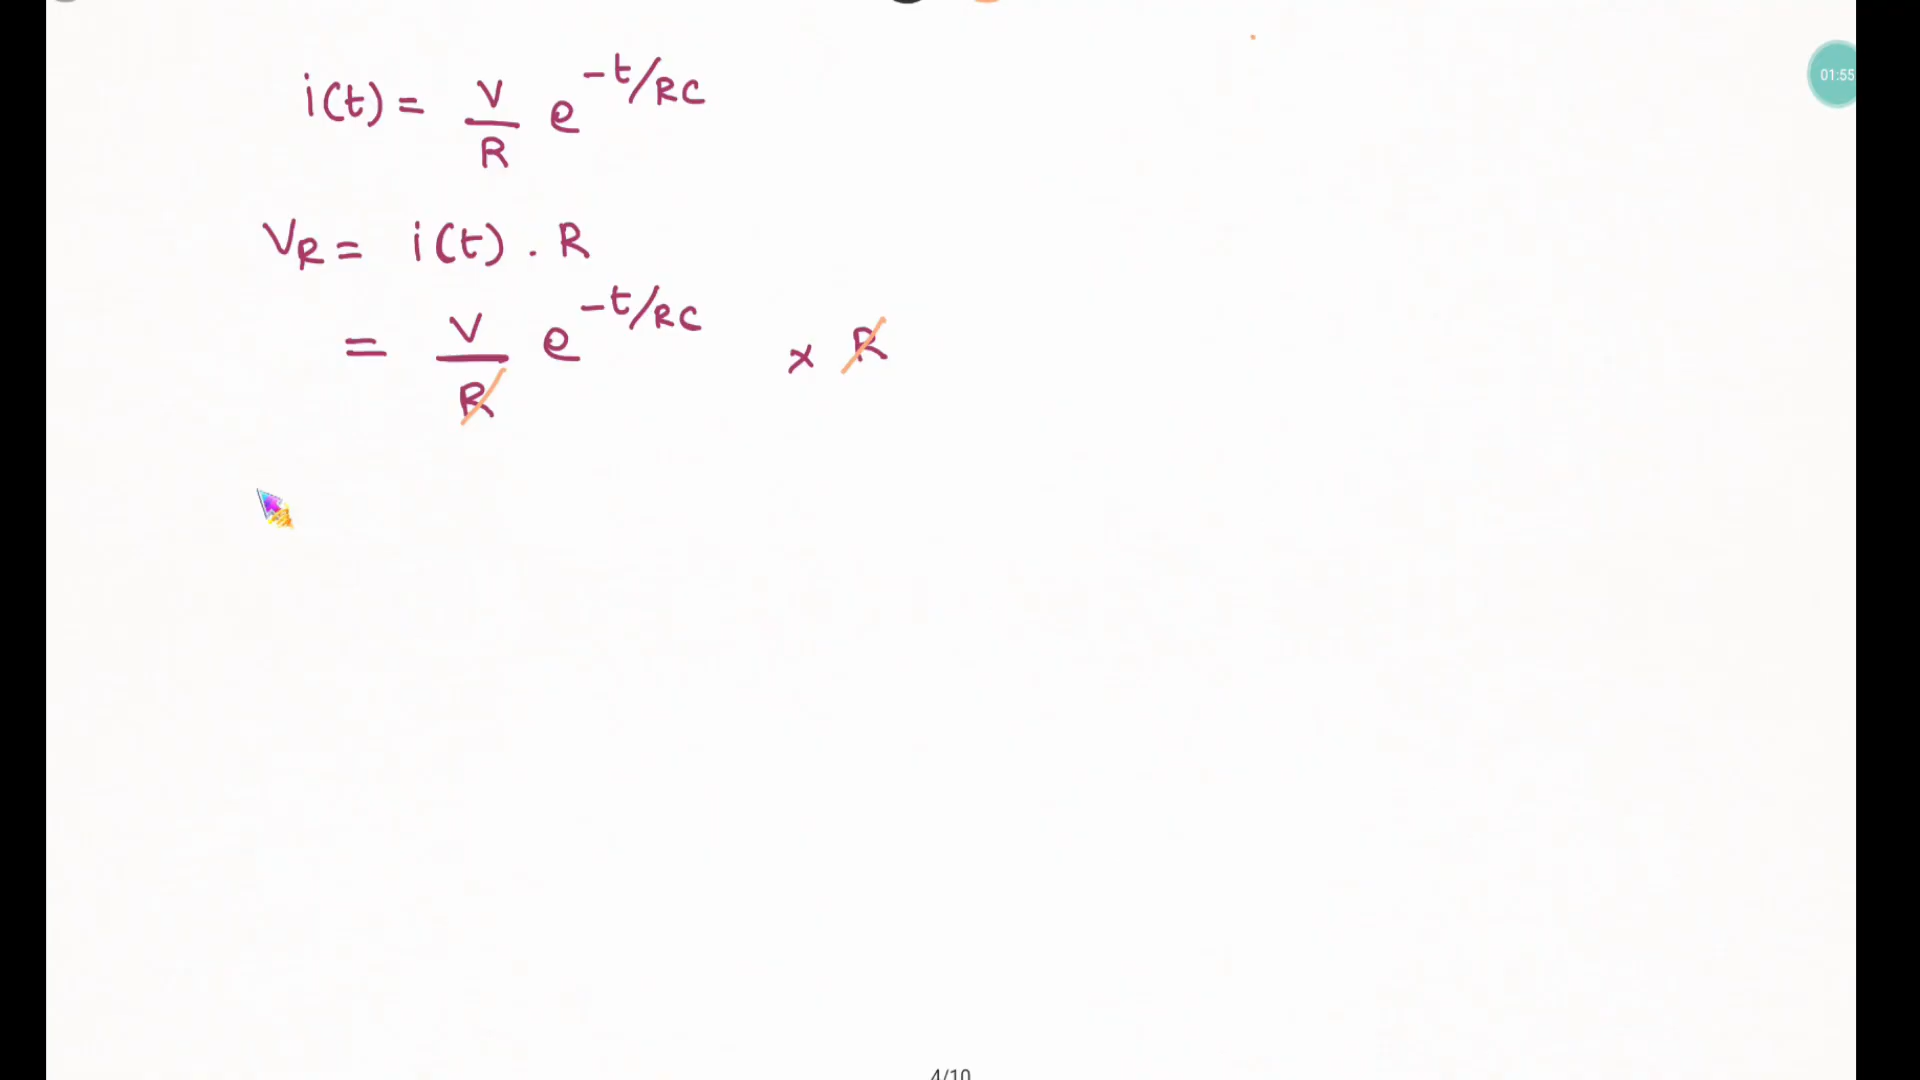 01:55
i(t) = V/R e^{-t/RC}
V_R = i(t) . R
= V/R e^{-t/RC} × R
4/10